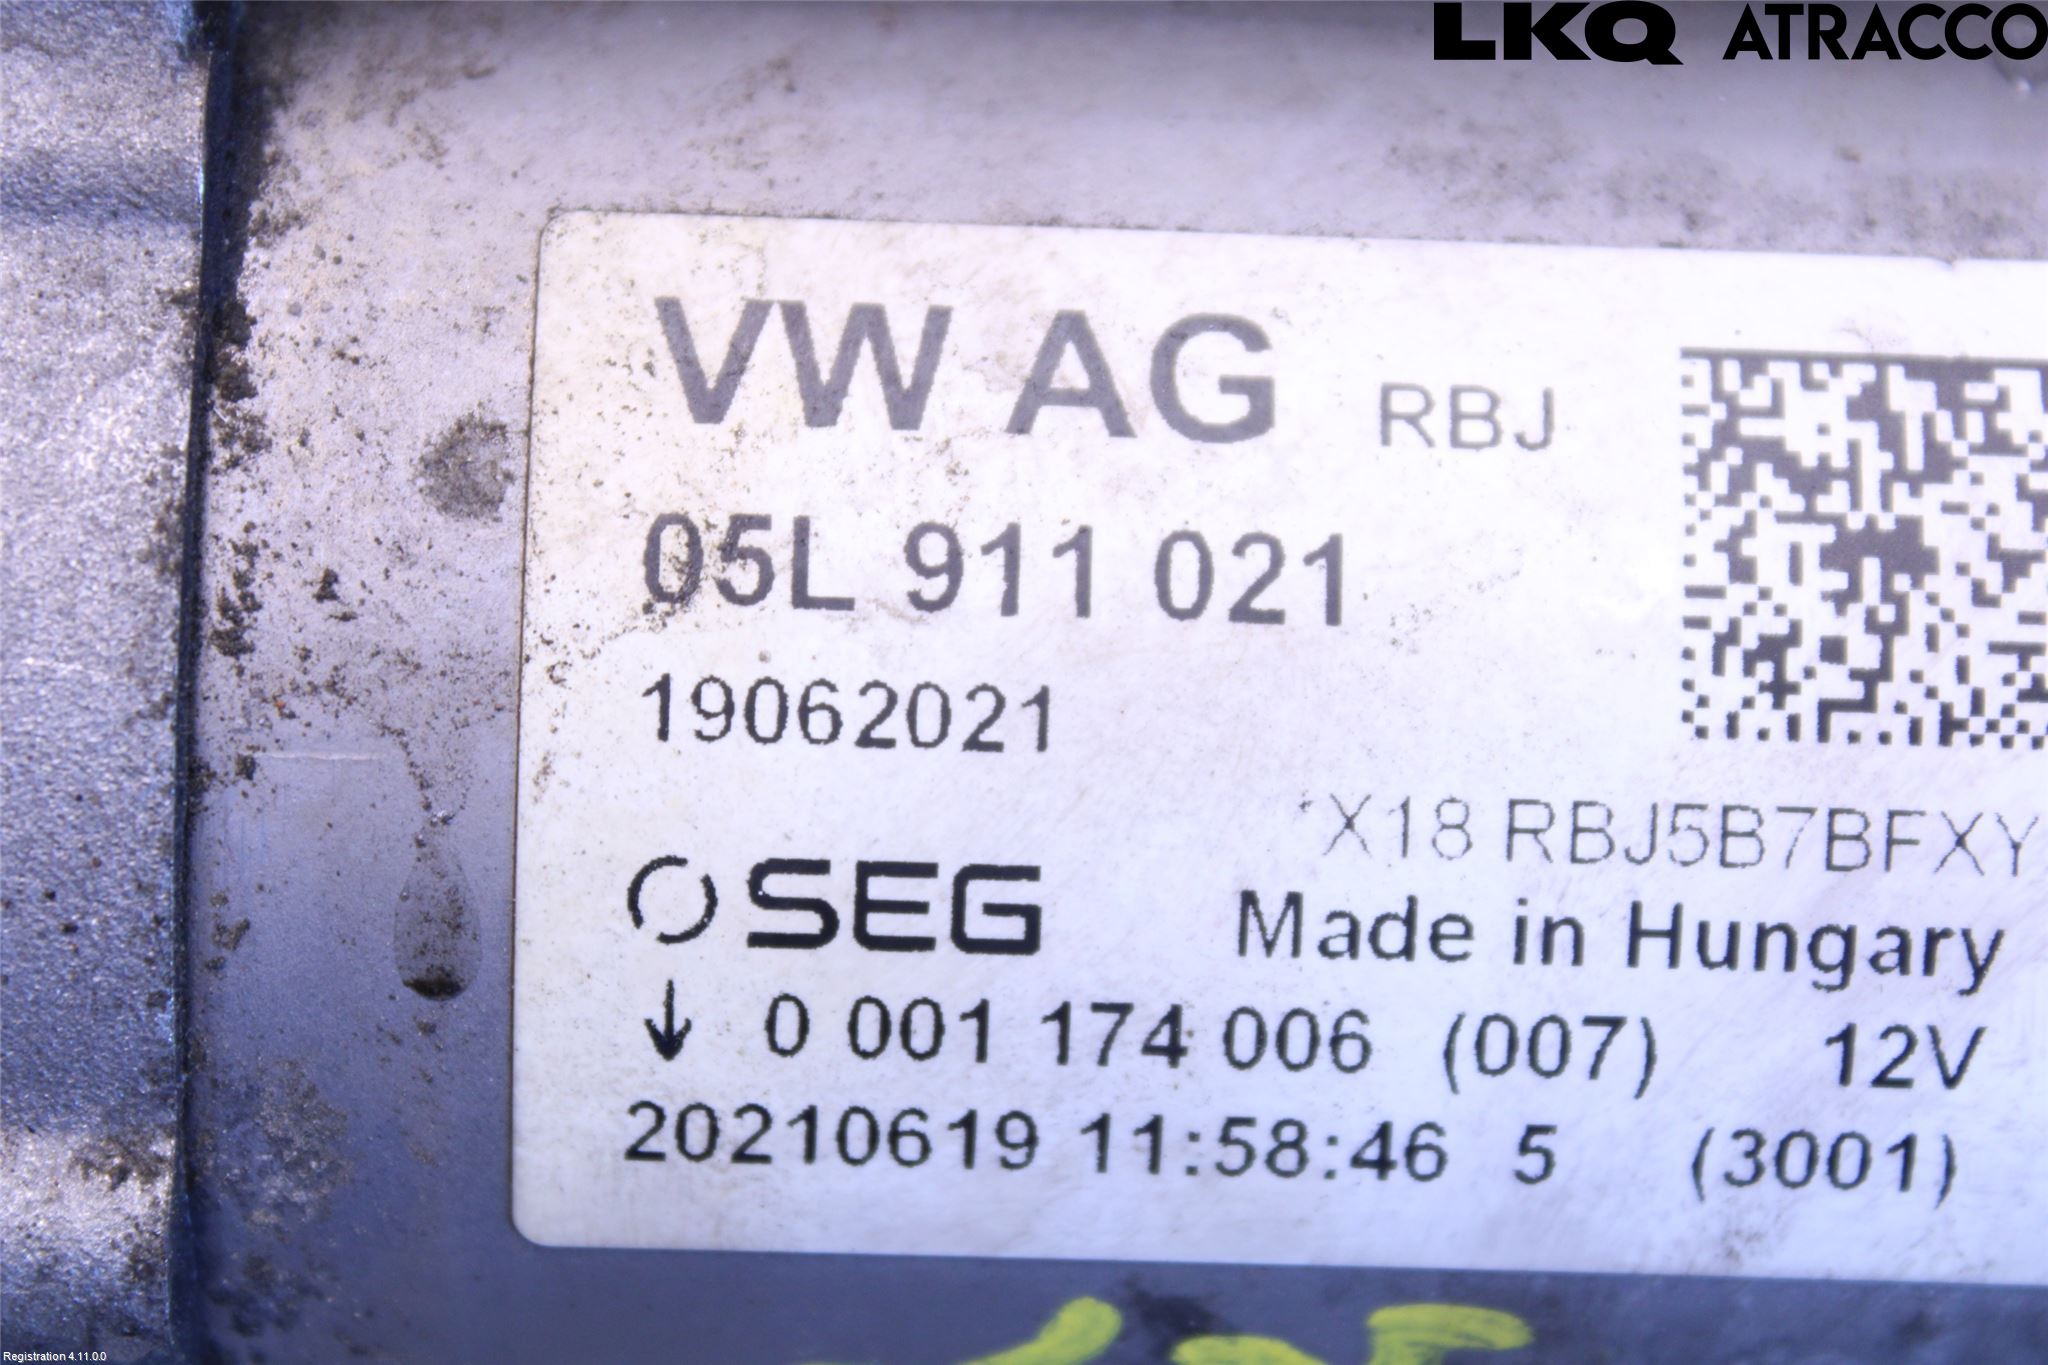 LKQ ATRACCO
VW AG RBJ
05L 911 021
19062021
*X18 RBJ5B7BFXY
SEG
Made in Hungary
↓ 0 001 174 006 (007) 12V
20210619 11:58:46 5 (3001)
Registration 4.11.0.0